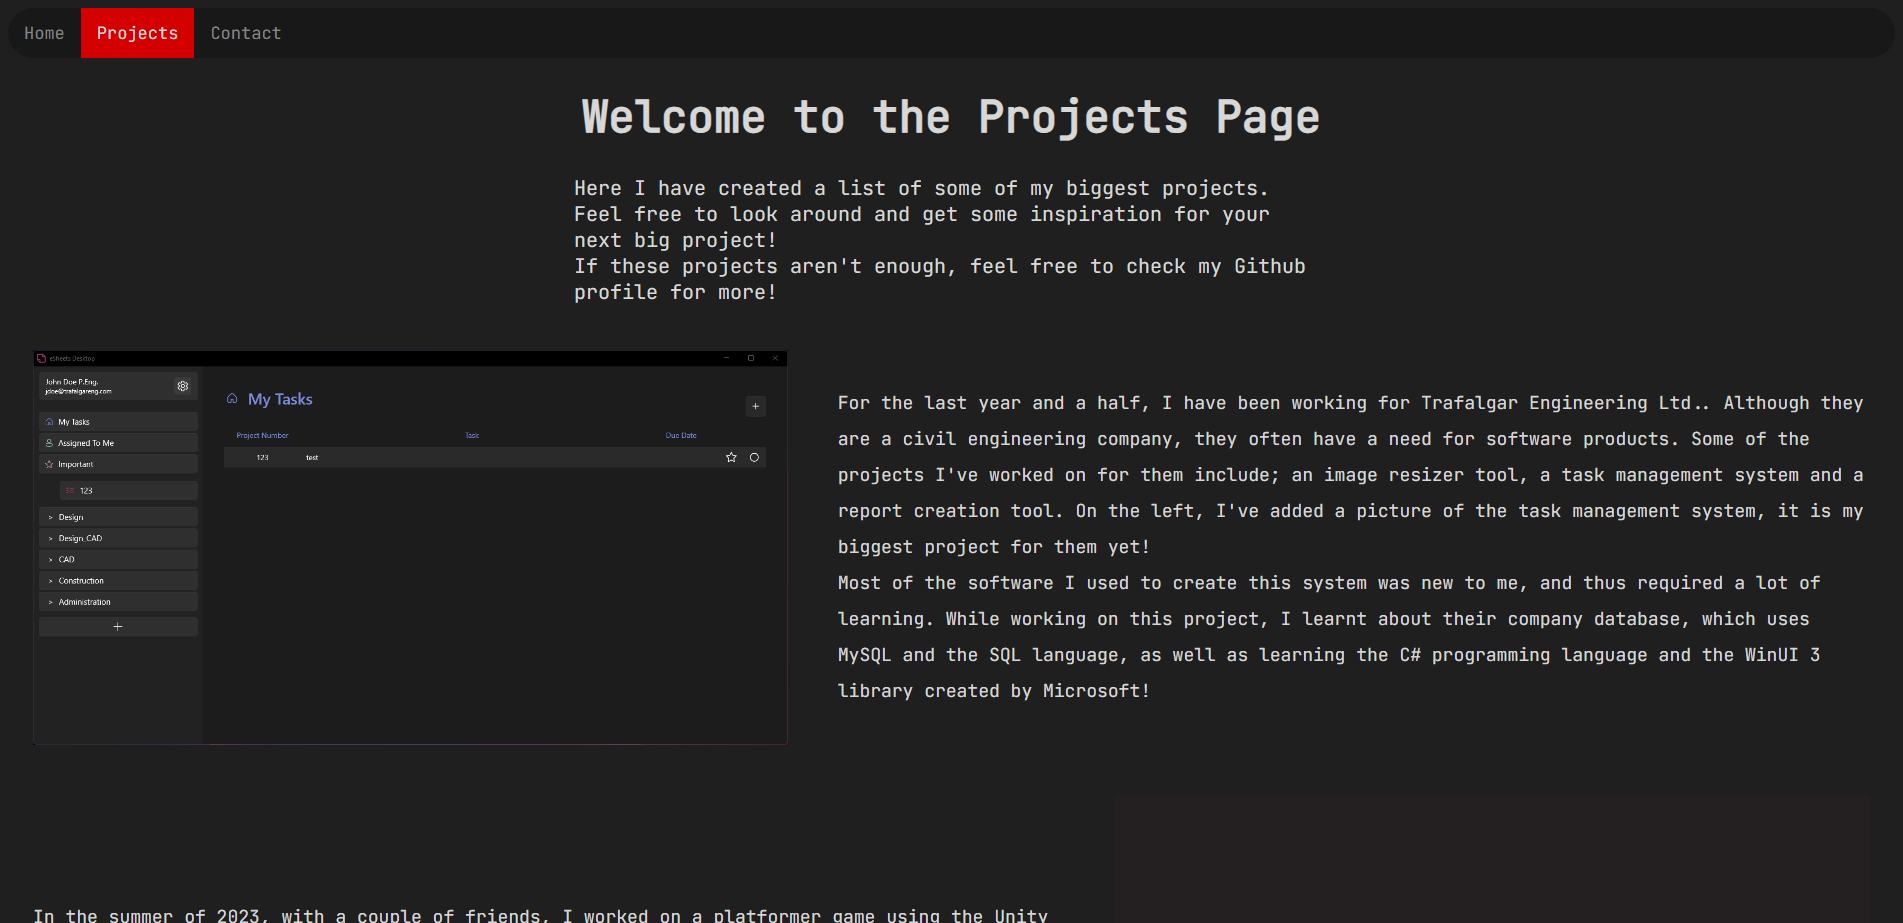 Home Projects Contact
Welcome to the Projects Page
Here I have created a list of some of my biggest projects.
Feel free to look around and get some inspiration for your
next big project!
If these projects aren't enough, feel free to check my Github
profile for more!
eSheets Desktop
John Doe P.Eng.
jdoe@trafalgareng.com
My Tasks
Assigned To Me
Important
123
> Design
> Design_CAD
> CAD
> Construction
> Administration
+
My Tasks
+
Project Number Task Due Date
123 test
For the last year and a half, I have been working for Trafalgar Engineering Ltd.. Although they
are a civil engineering company, they often have a need for software products. Some of the
projects I've worked on for them include; an image resizer tool, a task management system and a
report creation tool. On the left, I've added a picture of the task management system, it is my
biggest project for them yet!
Most of the software I used to create this system was new to me, and thus required a lot of
learning. While working on this project, I learnt about their company database, which uses
MySQL and the SQL language, as well as learning the C# programming language and the WinUI 3
library created by Microsoft!
In the summer of 2023, with a couple of friends, I worked on a platformer game using the Unity